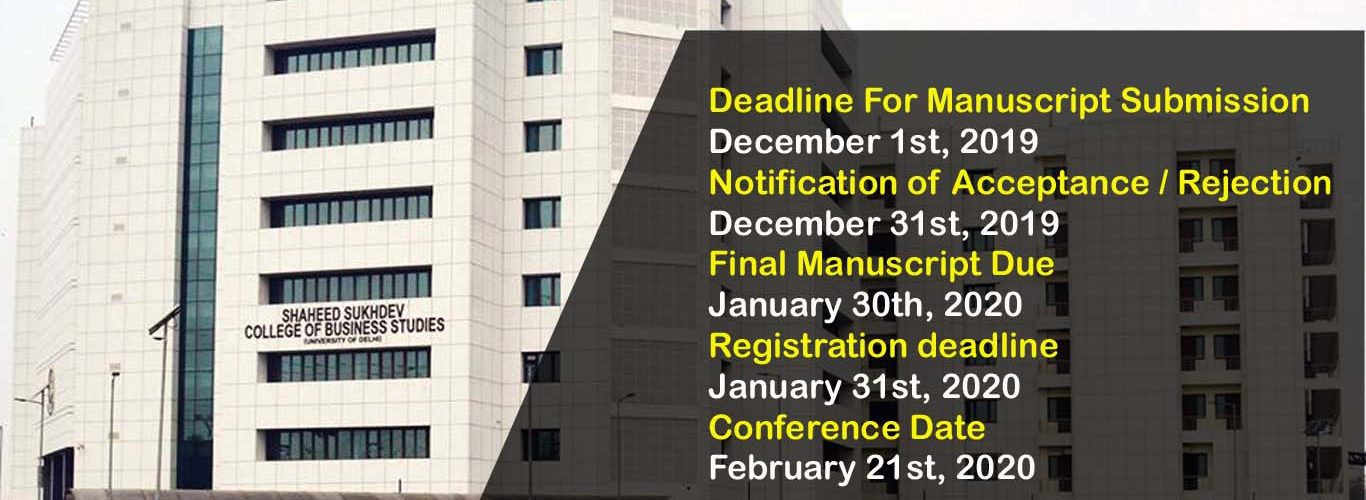 SHAHEED SUKHDEV
COLLEGE OF BUSINESS STUDIES
(UNIVERSITY OF DELHI)
Deadline For Manuscript Submission
December 1st, 2019
Notification of Acceptance / Rejection
December 31st, 2019
Final Manuscript Due
January 30th, 2020
Registration deadline
January 31st, 2020
Conference Date
February 21st, 2020